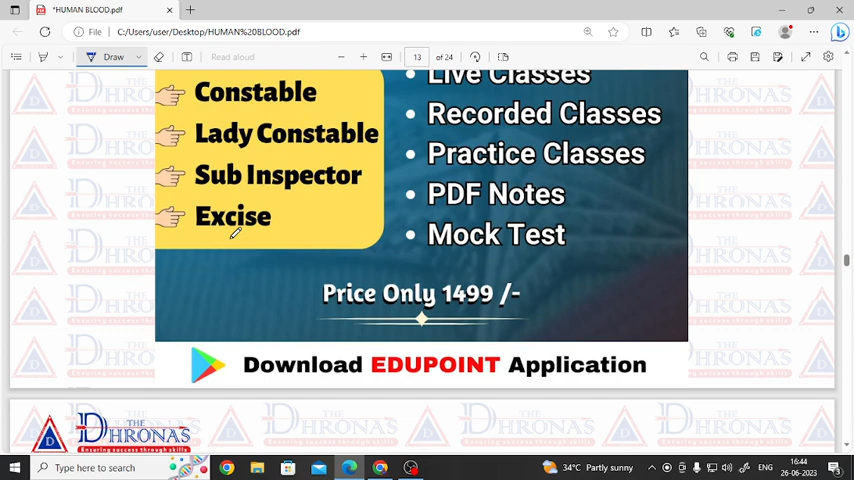 *HUMAN BLOOD.pdf
File
C:/Users/user/Desktop/HUMAN%20BLOOD.pdf
Draw
Read aloud
13
of 24
Constable
Lady Constable
Sub Inspector
Excise
• Live Classes
• Recorded Classes
• Practice Classes
• PDF Notes
• Mock Test
Price Only 1499 /-
Download EDUPOINT Application
THE
DHRONAS
Ensuring success through skills
Type here to search
34°C Partly sunny
ENG
16:44
26-06-2023
3